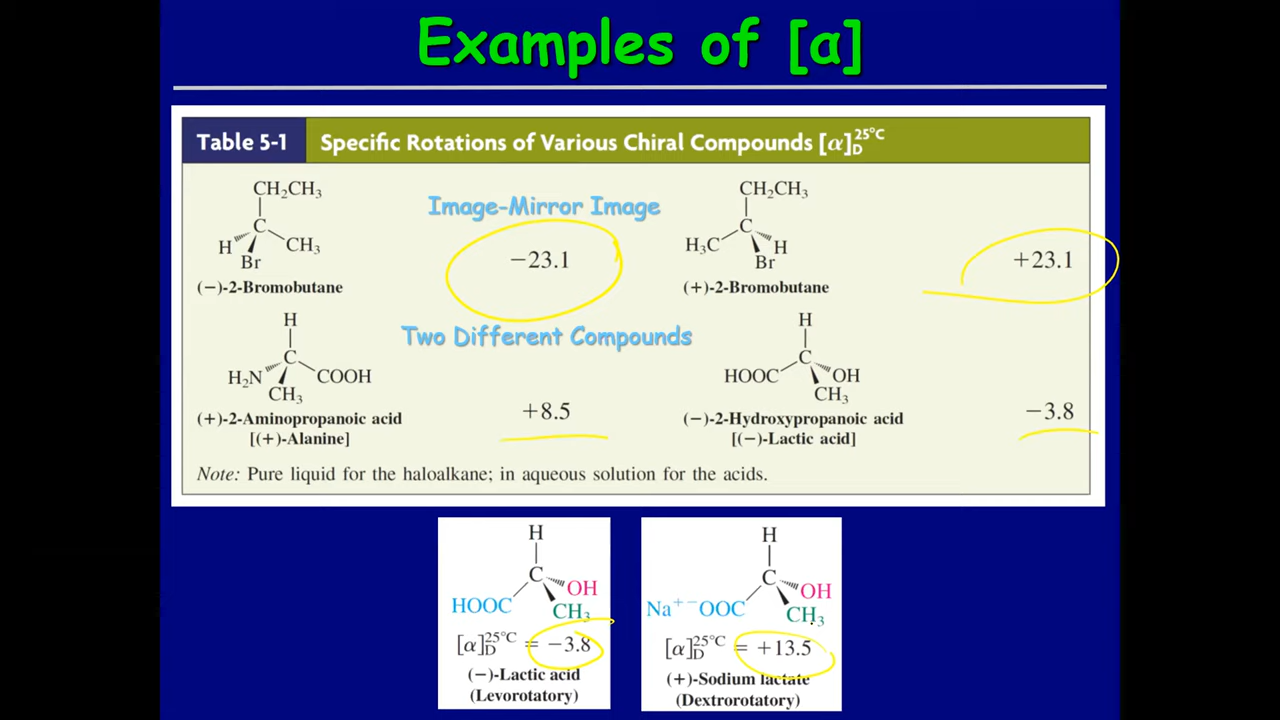 Examples of [α]
Table 5-1 Specific Rotations of Various Chiral Compounds [α]D25°C
CH2CH3
C
H CH3
Br
(−)-2-Bromobutane
Image-Mirror Image
−23.1
CH2CH3
C
H3C H
Br
(+)-2-Bromobutane
+23.1
Two Different Compounds
H
C
H2N COOH
CH3
(+)-2-Aminopropanoic acid
[(+)-Alanine]
+8.5
H
C
HOOC OH
CH3
(−)-2-Hydroxypropanoic acid
[(−)-Lactic acid]
−3.8
Note: Pure liquid for the haloalkane; in aqueous solution for the acids.
H
C
OH
HOOC CH3
[α]D25°C = −3.8
(−)-Lactic acid
(Levorotatory)
H
C
OH
Na+−OOC CH3
[α]D25°C = +13.5
(+)-Sodium lactate
(Dextrorotatory)